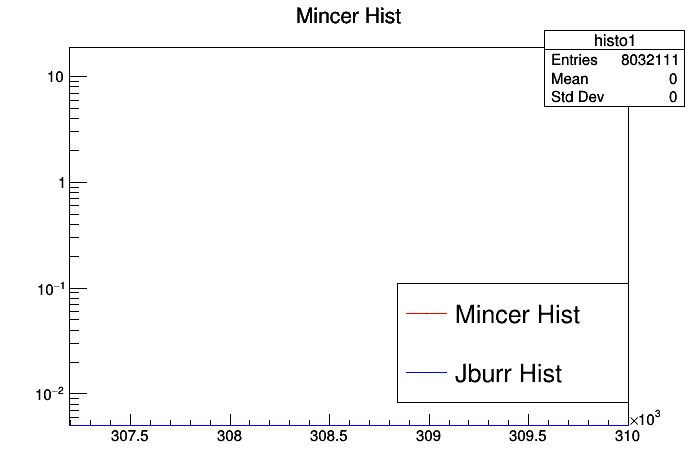 Mincer Hist
histo1
Entries 8032111
Mean 0
Std Dev 0
10
1
10⁻¹
10⁻²
Mincer Hist
Jburr Hist
×10³
307.5 308 308.5 309 309.5 310